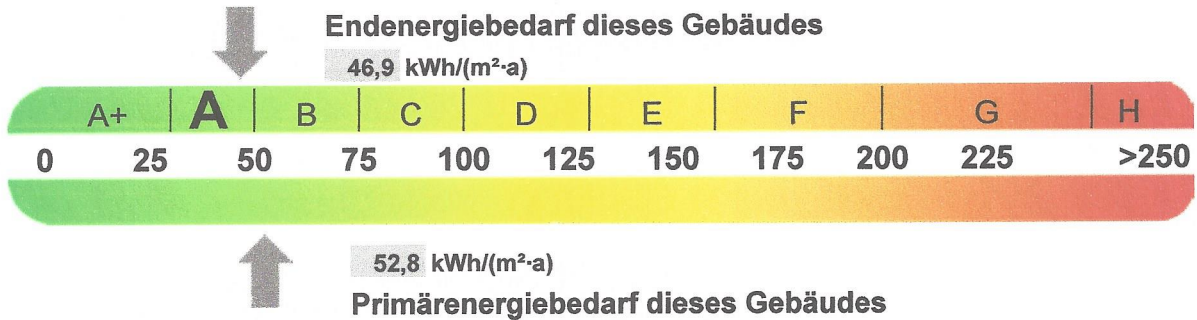 Endenergiebedarf dieses Gebäudes
46,9 kWh/(m²·a)
A+ A B C D E F G H
0 25 50 75 100 125 150 175 200 225 >250
52,8 kWh/(m²·a)
Primärenergiebedarf dieses Gebäudes